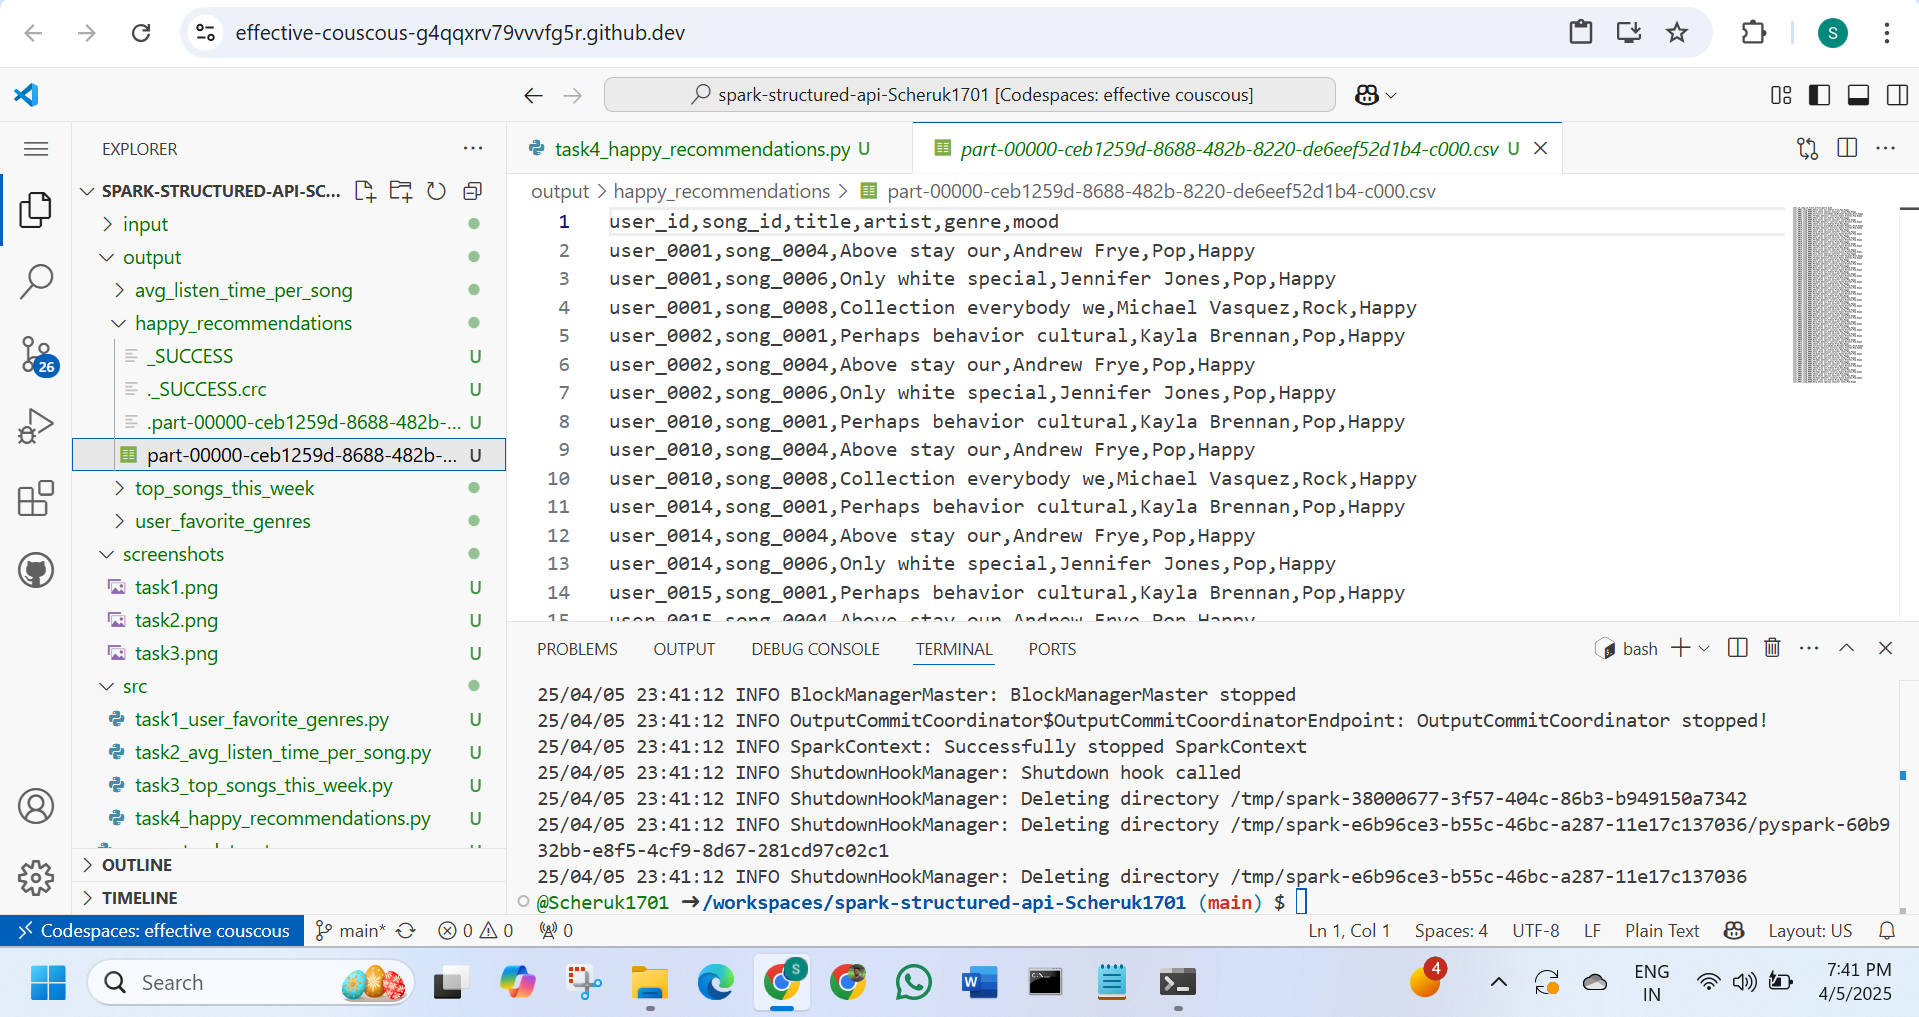 effective-couscous-g4qqxrv79vvvfg5r.github.dev
S
spark-structured-api-Scheruk1701 [Codespaces: effective couscous]
EXPLORER
SPARK-STRUCTURED-API-SC...
input
output
avg_listen_time_per_song
happy_recommendations
_SUCCESS U
._SUCCESS.crc U
.part-00000-ceb1259d-8688-482b-... U
part-00000-ceb1259d-8688-482b-... U
top_songs_this_week
user_favorite_genres
screenshots
task1.png U
task2.png U
task3.png U
src
task1_user_favorite_genres.py U
task2_avg_listen_time_per_song.py U
task3_top_songs_this_week.py U
task4_happy_recommendations.py U
OUTLINE
TIMELINE
26
task4_happy_recommendations.py U
part-00000-ceb1259d-8688-482b-8220-de6eef52d1b4-c000.csv U
output > happy_recommendations > part-00000-ceb1259d-8688-482b-8220-de6eef52d1b4-c000.csv
1 user_id,song_id,title,artist,genre,mood
2 user_0001,song_0004,Above stay our,Andrew Frye,Pop,Happy
3 user_0001,song_0006,Only white special,Jennifer Jones,Pop,Happy
4 user_0001,song_0008,Collection everybody we,Michael Vasquez,Rock,Happy
5 user_0002,song_0001,Perhaps behavior cultural,Kayla Brennan,Pop,Happy
6 user_0002,song_0004,Above stay our,Andrew Frye,Pop,Happy
7 user_0002,song_0006,Only white special,Jennifer Jones,Pop,Happy
8 user_0010,song_0001,Perhaps behavior cultural,Kayla Brennan,Pop,Happy
9 user_0010,song_0004,Above stay our,Andrew Frye,Pop,Happy
10 user_0010,song_0008,Collection everybody we,Michael Vasquez,Rock,Happy
11 user_0014,song_0001,Perhaps behavior cultural,Kayla Brennan,Pop,Happy
12 user_0014,song_0004,Above stay our,Andrew Frye,Pop,Happy
13 user_0014,song_0006,Only white special,Jennifer Jones,Pop,Happy
14 user_0015,song_0001,Perhaps behavior cultural,Kayla Brennan,Pop,Happy
15 user_0015,song_0004,Above stay our,Andrew Frye,Pop,Happy
PROBLEMS OUTPUT DEBUG CONSOLE TERMINAL PORTS
bash
25/04/05 23:41:12 INFO BlockManagerMaster: BlockManagerMaster stopped
25/04/05 23:41:12 INFO OutputCommitCoordinator$OutputCommitCoordinatorEndpoint: OutputCommitCoordinator stopped!
25/04/05 23:41:12 INFO SparkContext: Successfully stopped SparkContext
25/04/05 23:41:12 INFO ShutdownHookManager: Shutdown hook called
25/04/05 23:41:12 INFO ShutdownHookManager: Deleting directory /tmp/spark-38000677-3f57-404c-86b3-b949150a7342
25/04/05 23:41:12 INFO ShutdownHookManager: Deleting directory /tmp/spark-e6b96ce3-b55c-46bc-a287-11e17c137036/pyspark-60b9
32bb-e8f5-4cf9-8d67-281cd97c02c1
25/04/05 23:41:12 INFO ShutdownHookManager: Deleting directory /tmp/spark-e6b96ce3-b55c-46bc-a287-11e17c137036
@Scheruk1701 ➜ /workspaces/spark-structured-api-Scheruk1701 (main) $
Codespaces: effective couscous main* 0 0 0
Ln 1, Col 1 Spaces: 4 UTF-8 LF Plain Text Layout: US
Search
S
W
4
ENG
IN
7:41 PM
4/5/2025